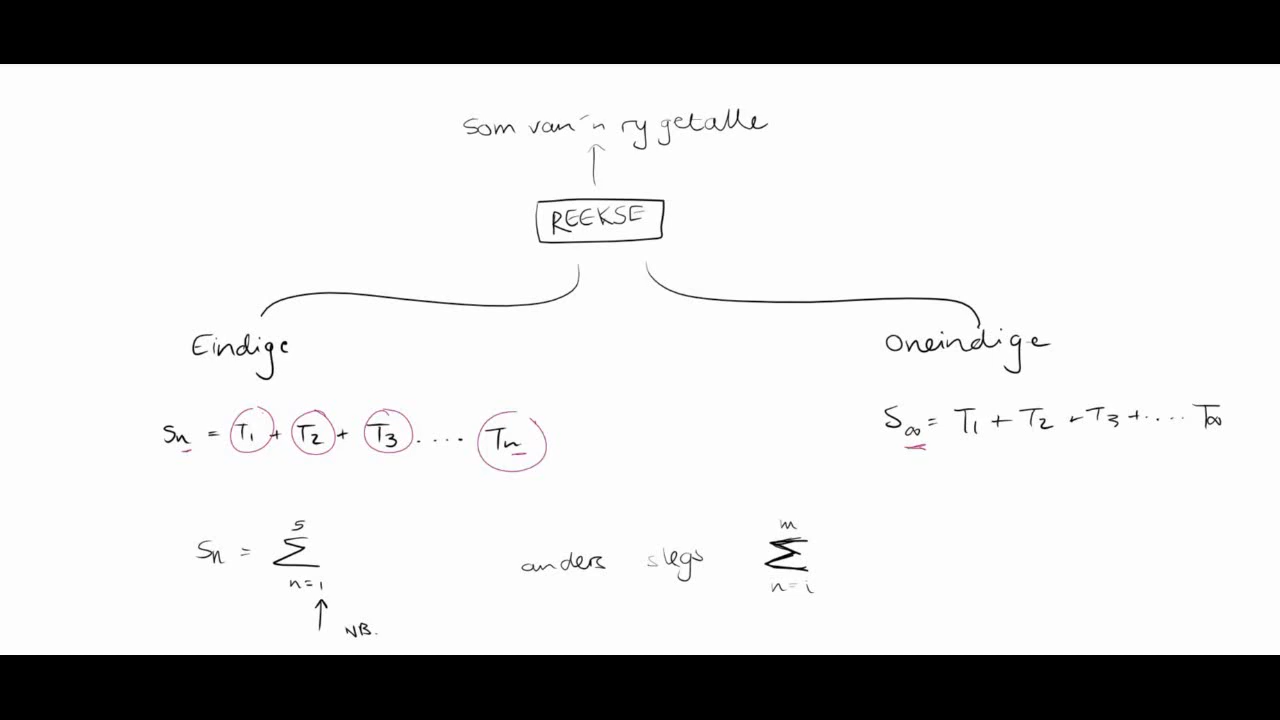 Som van 'n ry getalle
REEKSE
Eindige
Oneindige
Sn = T1 + T2 + T3 .... Tn
S∞ = T1 + T2 + T3 + .... T∞
5
Sn = Σ
n=1
anders slegs
m
Σ
n=i
NB.